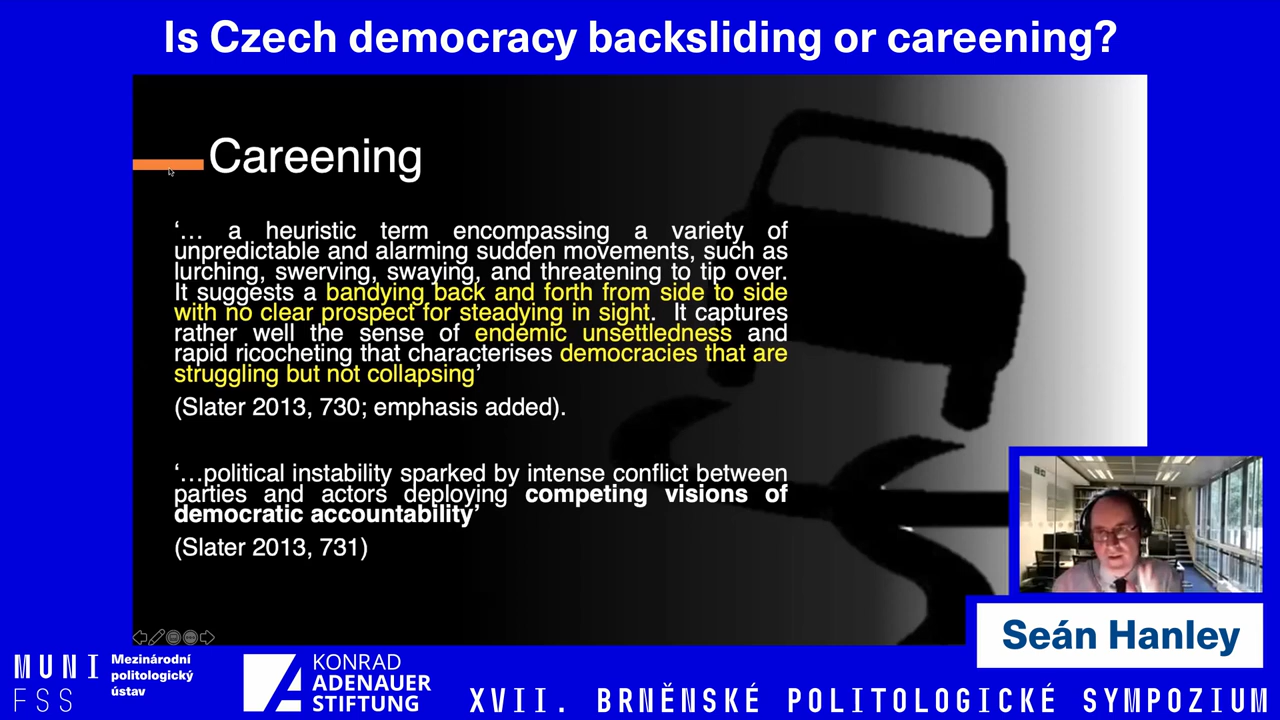 Is Czech democracy backsliding or careening?
Careening
‘… a heuristic term encompassing a variety of
unpredictable and alarming sudden movements, such as
lurching, swerving, swaying, and threatening to tip over.
It suggests a bandying back and forth from side to side
with no clear prospect for steadying in sight. It captures
rather well the sense of endemic unsettledness and
rapid ricocheting that characterises democracies that are
struggling but not collapsing’
(Slater 2013, 730; emphasis added).
‘…political instability sparked by intense conflict between
parties and actors deploying competing visions of
democratic accountability’
(Slater 2013, 731)
Seán Hanley
MUNI
FSS
Mezinárodní
politologický
ústav
KONRAD
ADENAUER
STIFTUNG
XVII. BRNĚNSKÉ POLITOLOGICKÉ SYMPOZIUM